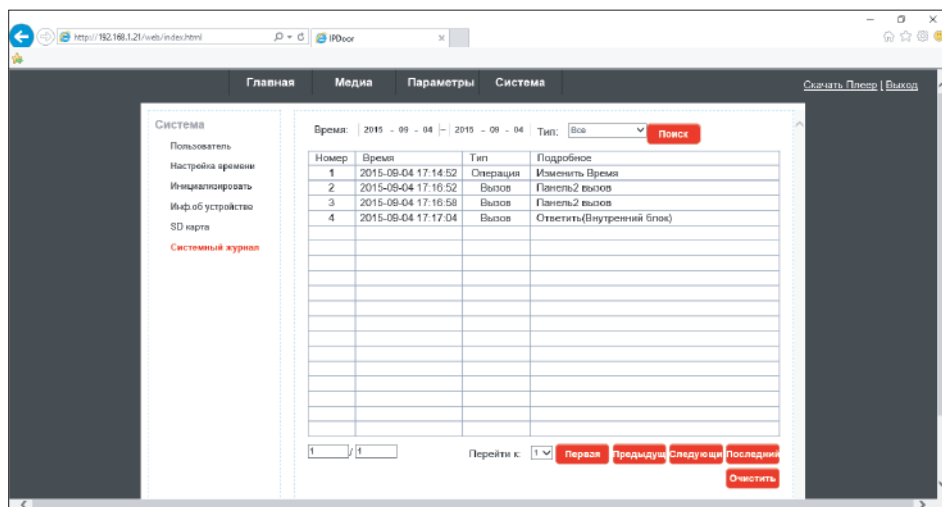 http://192.168.1.21/web/index.html
IPDoor
Главная Медиа Параметры Система
Скачать Плеер | Выход
Система
Пользователь
Настройка времени
Инициализировать
Инф.об устройстве
SD карта
Системный журнал
Время: 2015 - 09 - 04 - 2015 - 09 - 04 Тип: Все Поиск
Номер Время Тип Подробное
1 2015-09-04 17:14:52 Операция Изменить Время
2 2015-09-04 17:16:52 Вызов Панель2 вызов
3 2015-09-04 17:16:58 Вызов Панель2 вызов
4 2015-09-04 17:17:04 Вызов Ответить(Внутренний блок)
1 / 1 Перейти к: 1 Первая Предыдущ Следующи Последний
Очистить